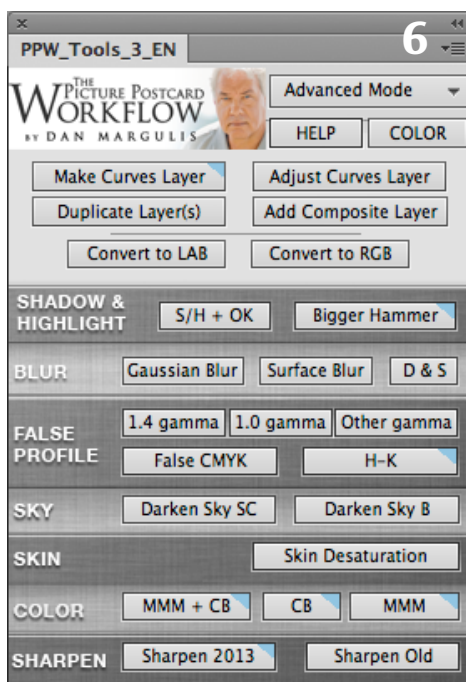 6
PPW_Tools_3_EN
THE
PICTURE POSTCARD
WORKFLOW
BY DAN MARGULIS
Advanced Mode
HELP COLOR
Make Curves Layer Adjust Curves Layer
Duplicate Layer(s) Add Composite Layer
Convert to LAB Convert to RGB
SHADOW &
HIGHLIGHT
S/H + OK Bigger Hammer
BLUR Gaussian Blur Surface Blur D & S
FALSE
PROFILE
1.4 gamma 1.0 gamma Other gamma
False CMYK H-K
SKY Darken Sky SC Darken Sky B
SKIN Skin Desaturation
COLOR MMM + CB CB MMM
SHARPEN Sharpen 2013 Sharpen Old